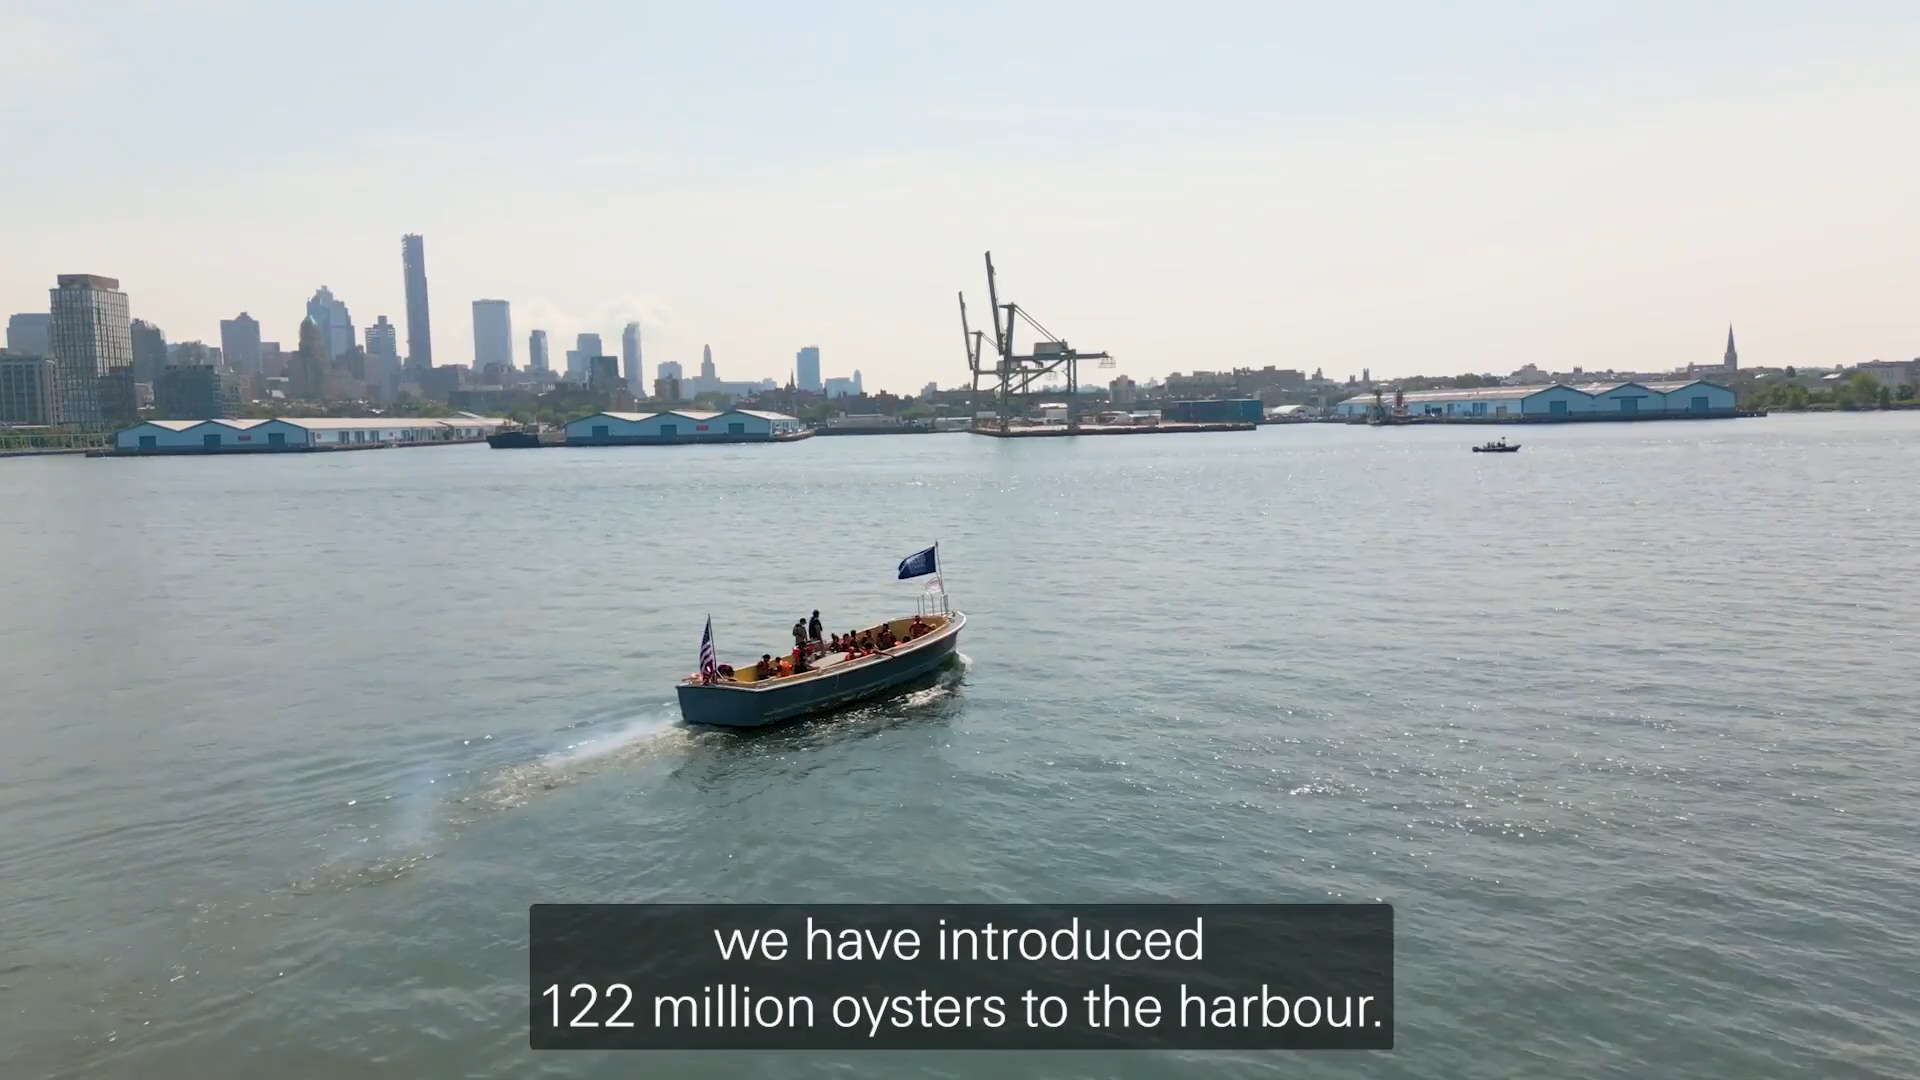 we have introduced
122 million oysters to the harbour.